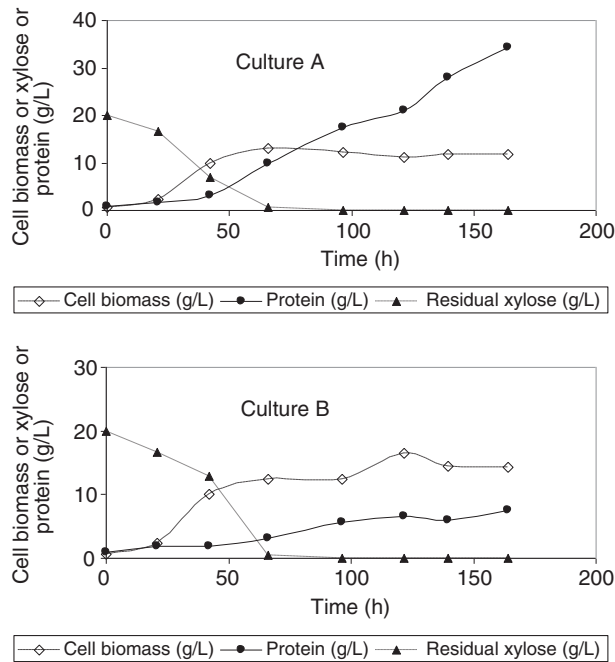 Cell biomass or xylose or
protein (g/L)
40
30
20
10
0
Culture A
0
50
100
150
200
Time (h)
Cell biomass (g/L)
Protein (g/L)
Residual xylose (g/L)
Cell biomass or xylose or
protein (g/L)
30
20
10
0
Culture B
0
50
100
150
200
Time (h)
Cell biomass (g/L)
Protein (g/L)
Residual xylose (g/L)